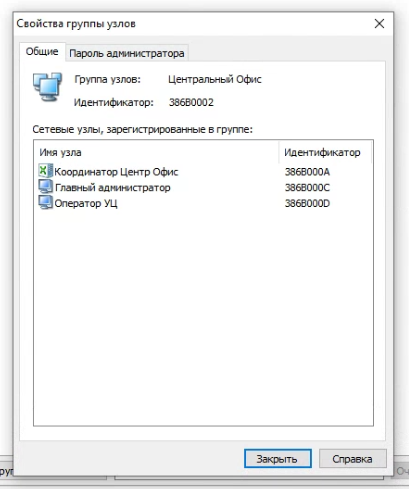 Свойства группы узлов
Общие Пароль администратора
Группа узлов: Центральный Офис
Идентификатор: 386B0002
Сетевые узлы, зарегистрированные в группе:
Имя узла Идентификатор
Координатор Центр Офис 386B000A
Главный администратор 386B000C
Оператор УЦ 386B000D
Закрыть Справка